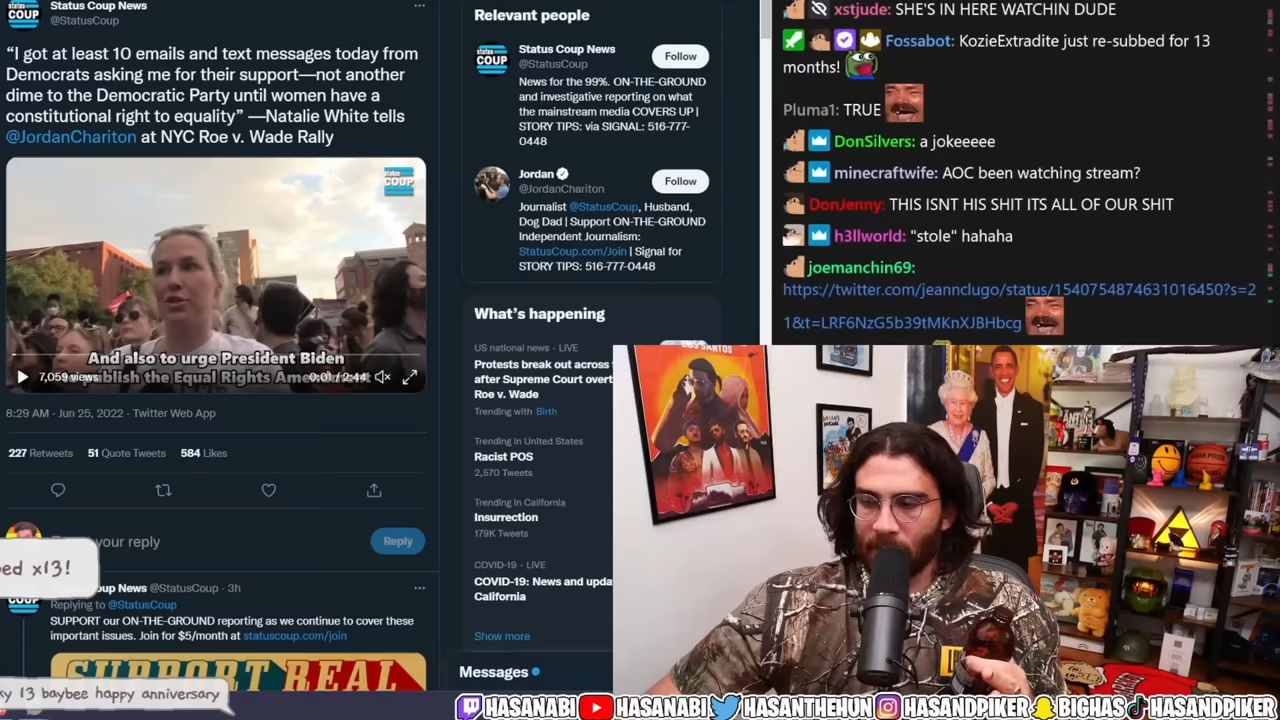 Status Coup News
@StatusCoup
“I got at least 10 emails and text messages today from
Democrats asking me for their support—not another
dime to the Democratic Party until women have a
constitutional right to equality” —Natalie White tells
@JordanChariton at NYC Roe v. Wade Rally
status
COUP
And also to urge President Biden
7,059 views
0:01 / 2:44
8:29 AM · Jun 25, 2022 · Twitter Web App
227 Retweets 51 Quote Tweets 584 Likes
your reply
Reply
bed x13!
oup News @StatusCoup · 3h
Replying to @StatusCoup
SUPPORT our ON-THE-GROUND reporting as we continue to cover these
important issues. Join for $5/month at statuscoup.com/join
SUPPORT REAL
ky 13 baybee happy anniversary
Relevant people
Status Coup News
@StatusCoup
Follow
News for the 99%. ON-THE-GROUND
and investigative reporting on what
the mainstream media COVERS UP |
STORY TIPS: via SIGNAL: 516-777-
0448
Jordan
@JordanChariton
Follow
Journalist @StatusCoup, Husband,
Dog Dad | Support ON-THE-GROUND
Independent Journalism:
StatusCoup.com/Join | Signal for
STORY TIPS: 516-777-0448
What's happening
US national news · LIVE
Protests break out across
after Supreme Court overt
Roe v. Wade
Trending with Birth
Trending in United States
Racist POS
2,570 Tweets
Trending in California
Insurrection
179K Tweets
COVID-19 · LIVE
COVID-19: News and upda
California
Show more
Messages
xstjude: SHE'S IN HERE WATCHIN DUDE
Fossabot: KozieExtradite just re-subbed for 13
months!
Pluma1: TRUE
DonSilvers: a jokeeeee
minecraftwife: AOC been watching stream?
DonJenny: THIS ISNT HIS SHIT ITS ALL OF OUR SHIT
h3llworld: "stole" hahaha
joemanchin69:
https://twitter.com/jeannclugo/status/1540754874631016450?s=2
1&t=LRF6NzG5b39tMKnXJBHbcg
HASANABI HASANABI HASANTHEHUN HASANDPIKER BIGHAS HASANDPIKER